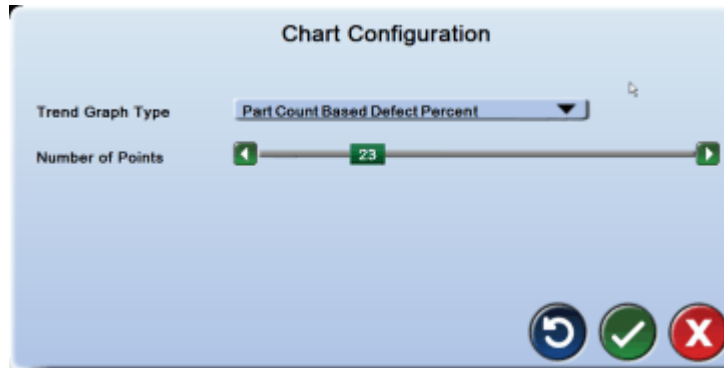 Chart Configuration
Trend Graph Type
Part Count Based Defect Percent
Number of Points
23